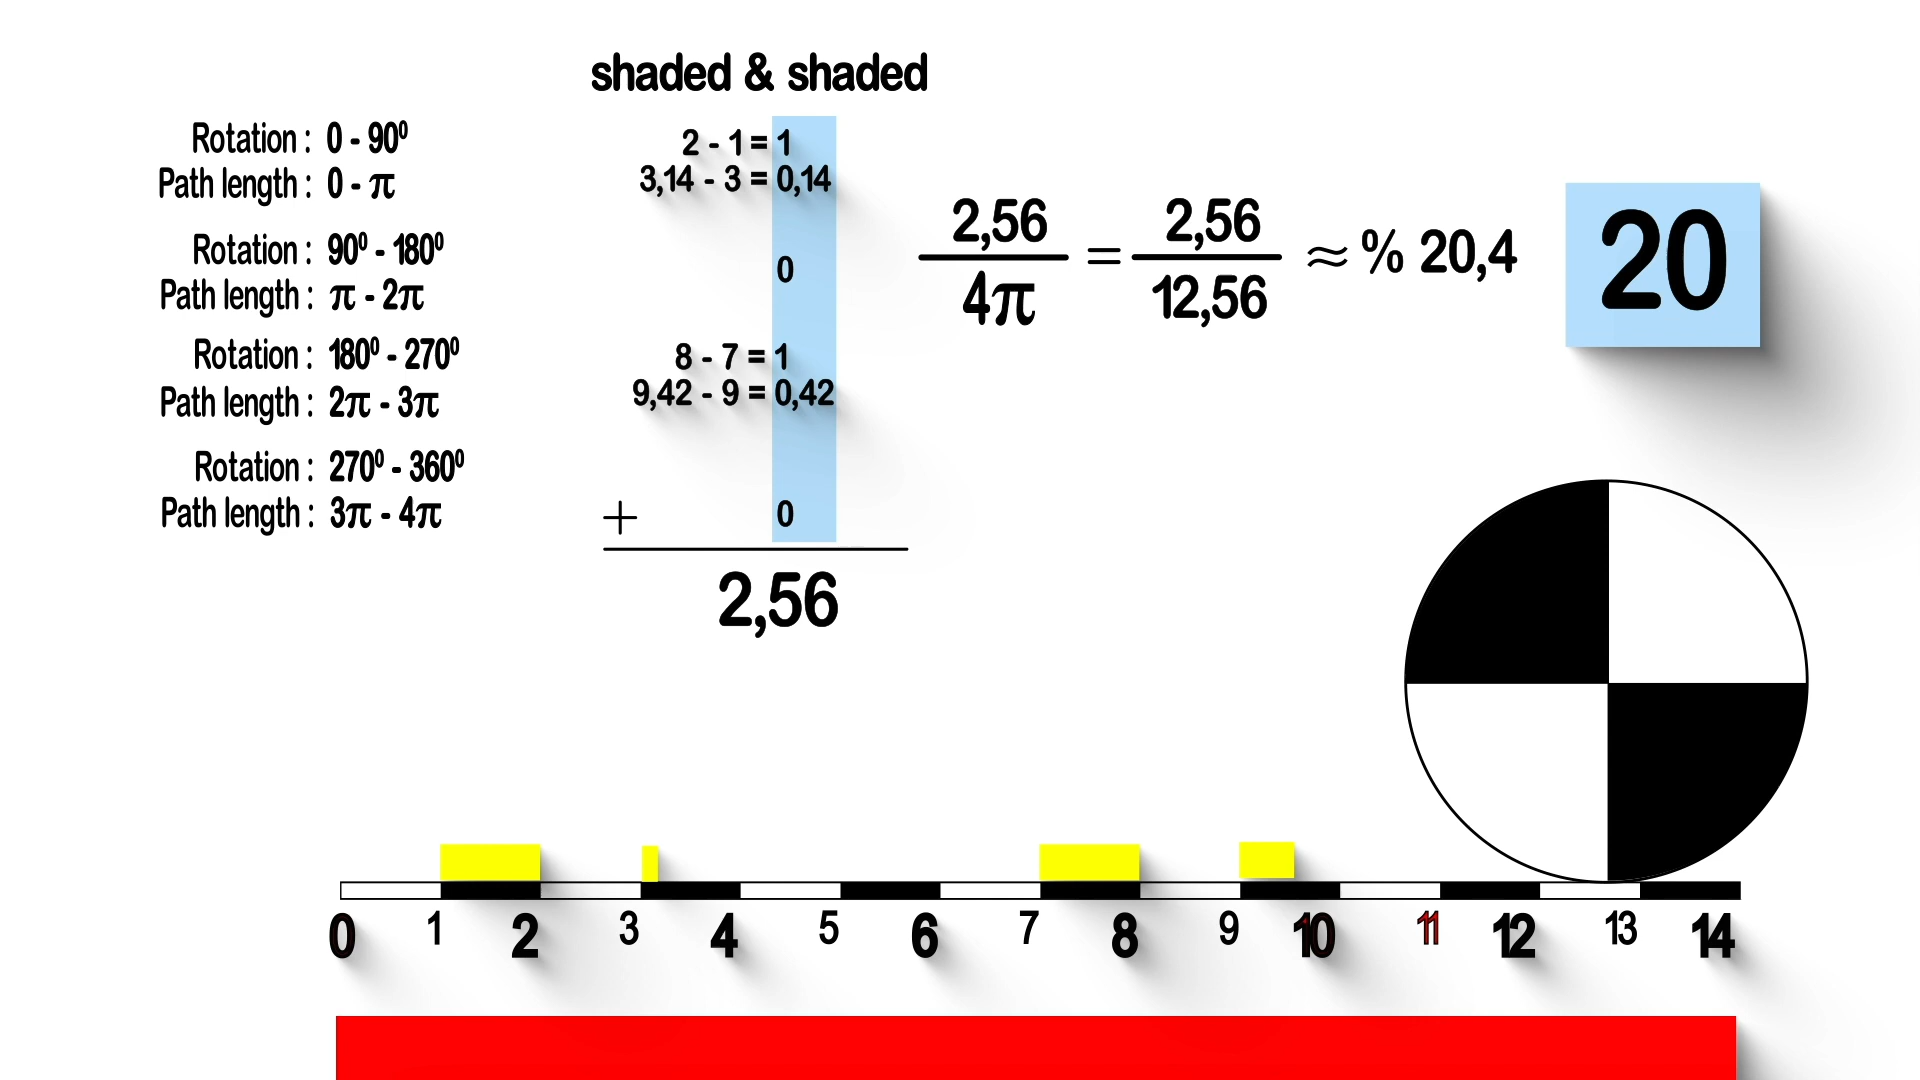 shaded & shaded
Rotation : 0 - 90⁰
Path length : 0 - π
Rotation : 90⁰ - 180⁰
Path length : π - 2π
Rotation : 180⁰ - 270⁰
Path length : 2π - 3π
Rotation : 270⁰ - 360⁰
Path length : 3π - 4π
2 - 1 = 1
3,14 - 3 = 0,14
0
8 - 7 = 1
9,42 - 9 = 0,42
+ 0
2,56
2,56 / 4π = 2,56 / 12,56 ≈ % 20,4
20
0 1 2 3 4 5 6 7 8 9 10 11 12 13 14